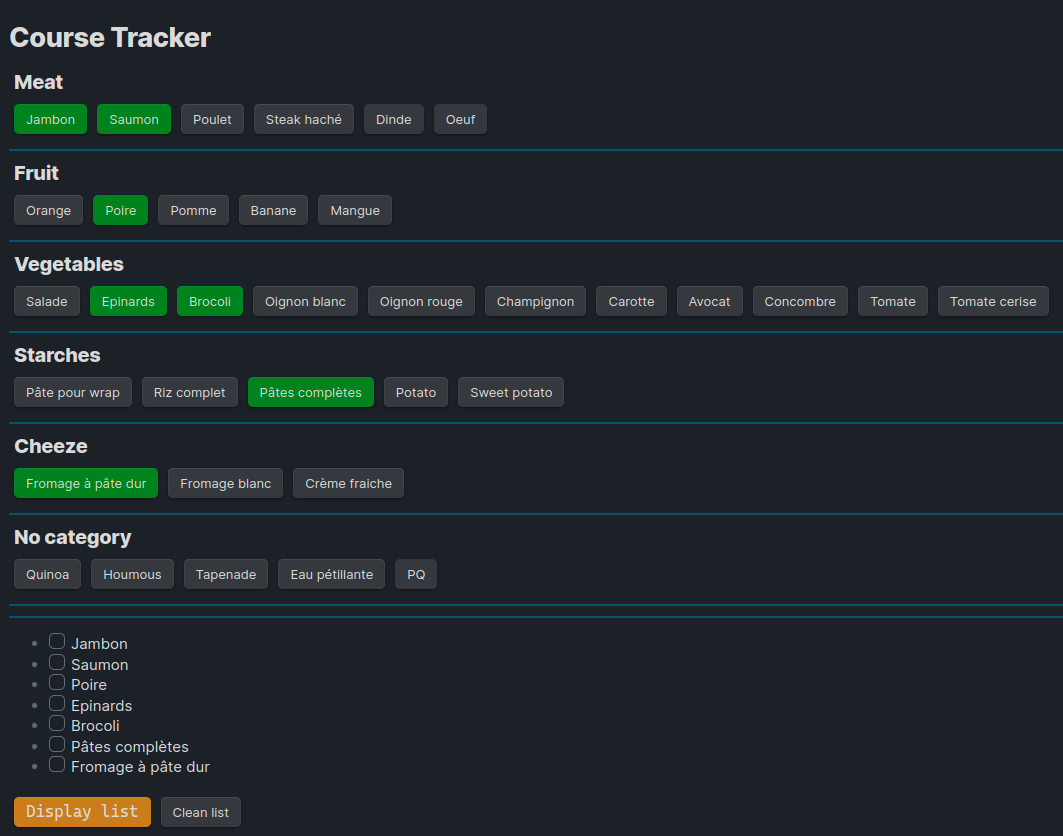 Course Tracker
Meat
Jambon Saumon Poulet Steak haché Dinde Oeuf
Fruit
Orange Poire Pomme Banane Mangue
Vegetables
Salade Epinards Brocoli Oignon blanc Oignon rouge Champignon Carotte Avocat Concombre Tomate Tomate cerise
Starches
Pâte pour wrap Riz complet Pâtes complètes Potato Sweet potato
Cheeze
Fromage à pâte dur Fromage blanc Crème fraiche
No category
Quinoa Houmous Tapenade Eau pétillante PQ
Jambon
Saumon
Poire
Epinards
Brocoli
Pâtes complètes
Fromage à pâte dur
Display list Clean list